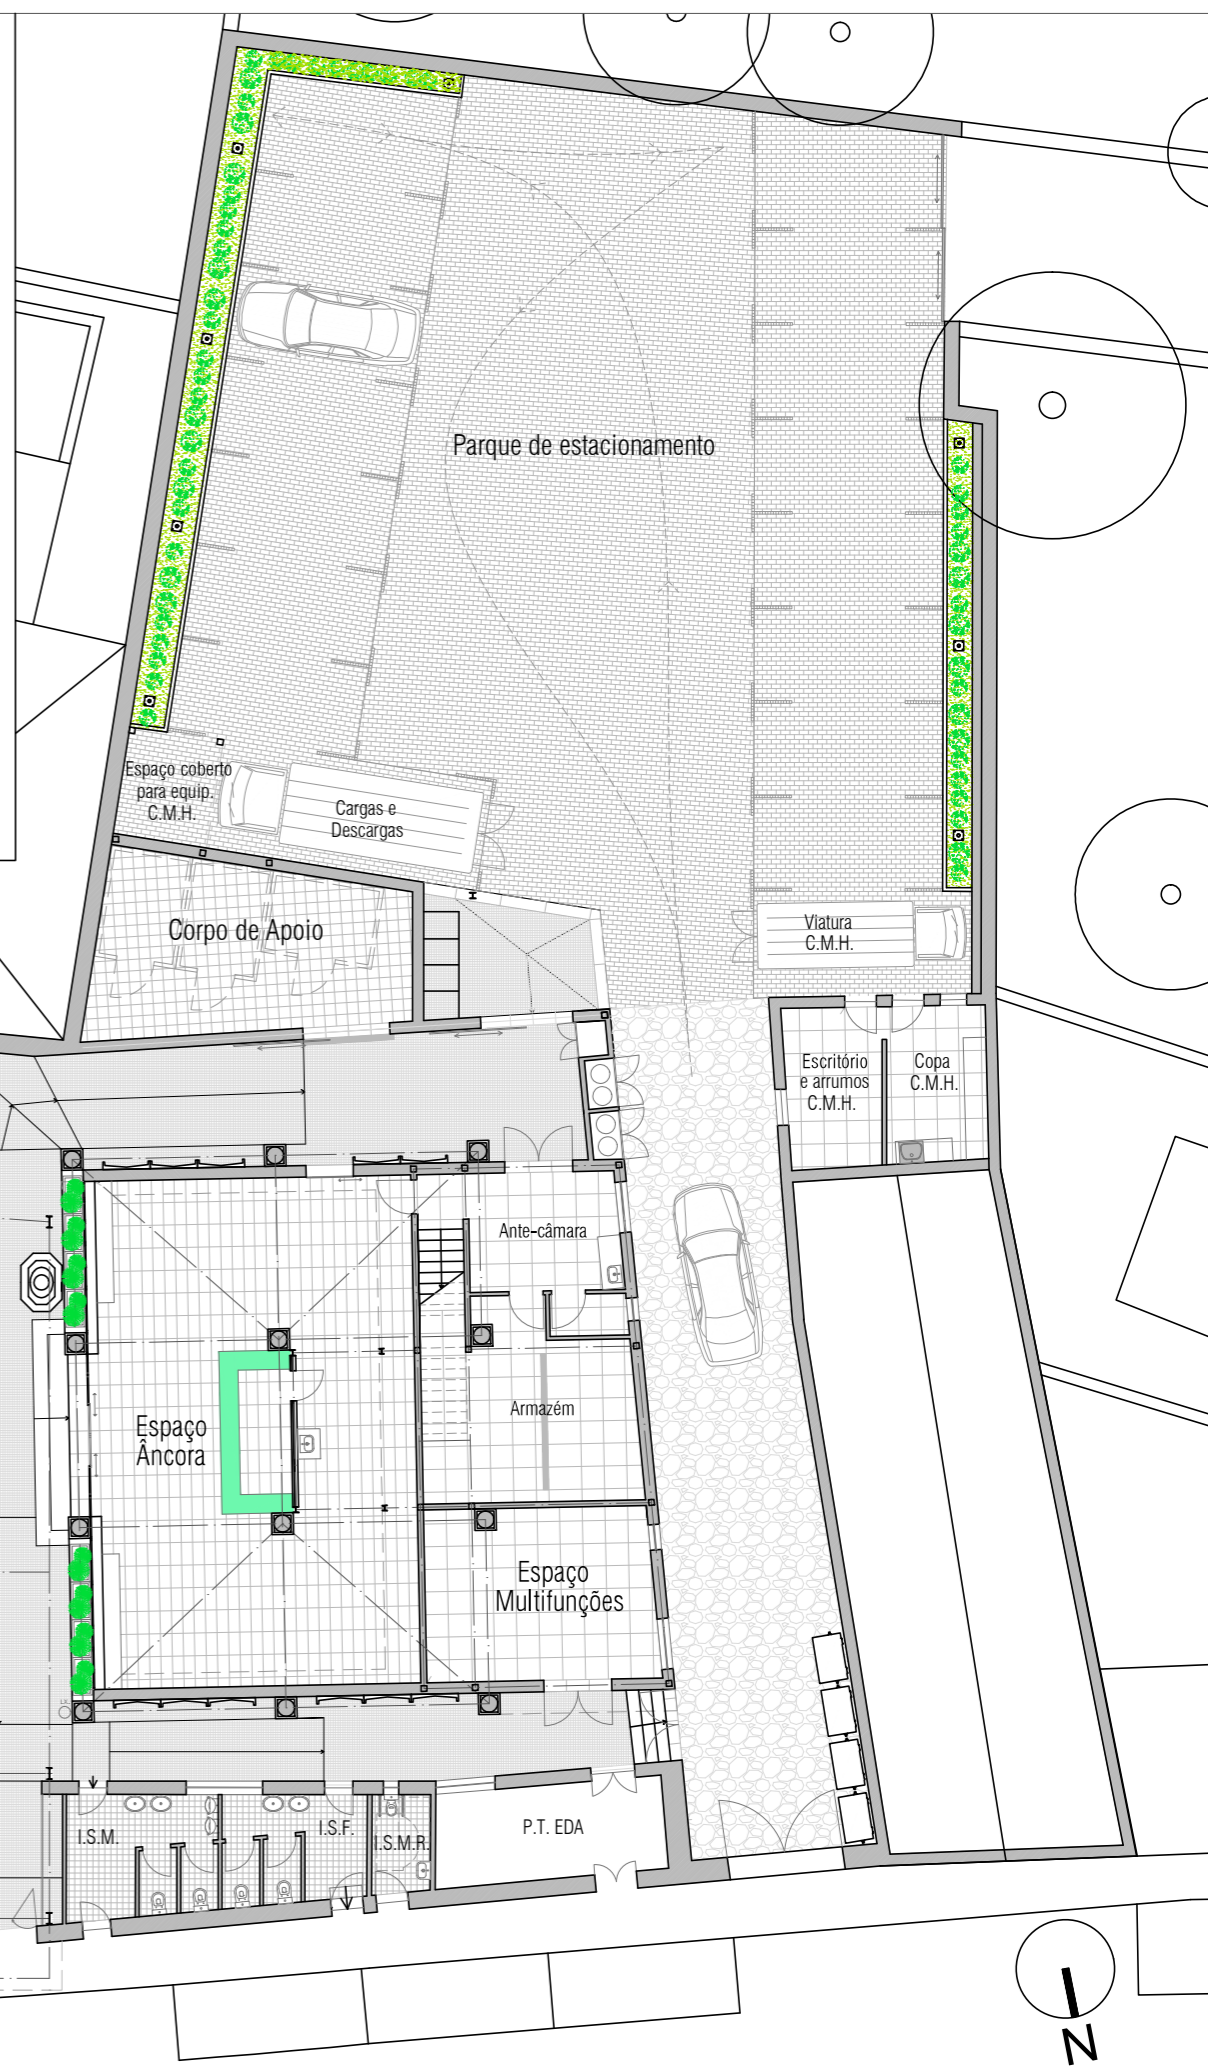 Parque de estacionamento
Espaço coberto
para equip.
C.M.H.
Cargas e
Descargas
Corpo de Apoio
Viatura
C.M.H.
Escritório
e arrumos
C.M.H.
Copa
C.M.H.
Ante-câmara
Armazém
Espaço
Âncora
Espaço
Multifunções
I.S.M.
I.S.F.
I.S.M.R.
P.T. EDA
N